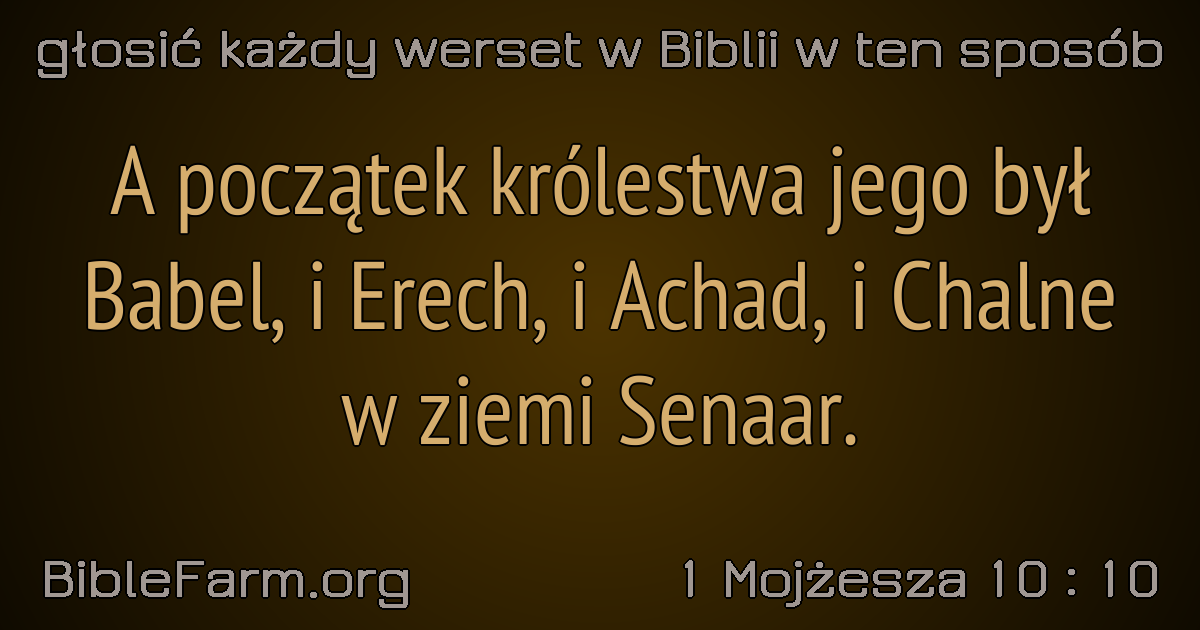 głosić każdy werset w Biblii w ten sposób
A początek królestwa jego był
Babel, i Erech, i Achad, i Chalne
w ziemi Senaar.
BibleFarm.org
1 Mojżesza 10 : 10